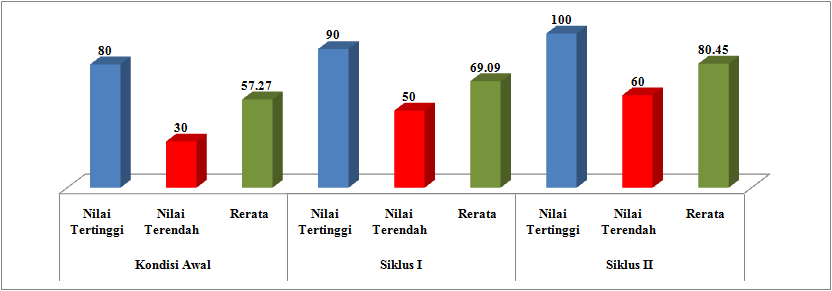 80
30
57.27
90
50
69.09
100
60
80.45
Nilai
Tertinggi
Nilai
Terendah
Rerata
Nilai
Tertinggi
Nilai
Terendah
Rerata
Nilai
Tertinggi
Nilai
Terendah
Rerata
Kondisi Awal
Siklus I
Siklus II